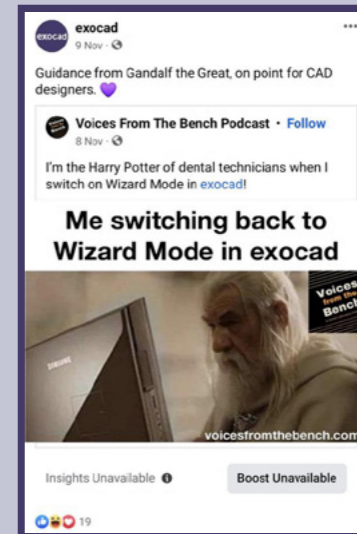 exocad
exocad
9 Nov ·
Guidance from Gandalf the Great, on point for CAD
designers. 💜
Voices From The Bench Podcast · Follow
8 Nov ·
I'm the Harry Potter of dental technicians when I
switch on Wizard Mode in exocad!
Me switching back to
Wizard Mode in exocad
Voices
from the
Bench
SAMSUNG
voicesfromthebench.com
Insights Unavailable
Boost Unavailable
19